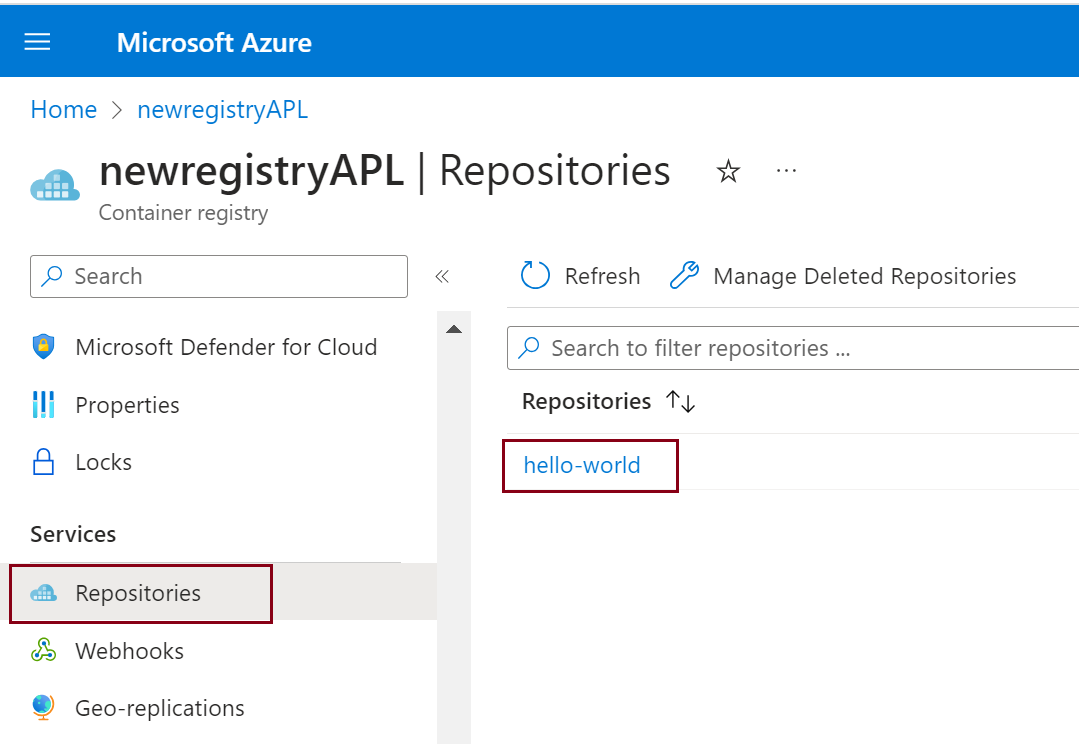 Microsoft Azure
Home > newregistryAPL
newregistryAPL | Repositories ☆ ...
Container registry
Search «
Microsoft Defender for Cloud
Properties
Locks
Services
Repositories
Webhooks
Geo-replications
Refresh Manage Deleted Repositories
Search to filter repositories ...
Repositories ↑↓
hello-world